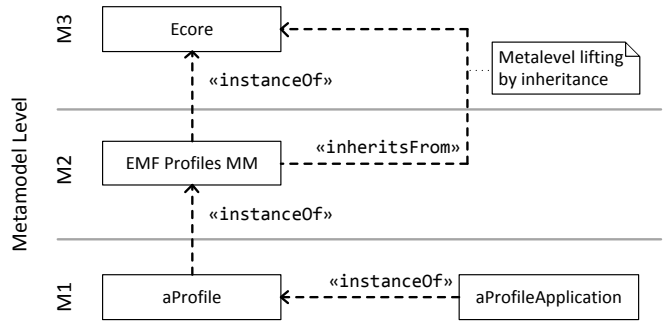 M3
Ecore
Metalevel lifting
by inheritance
«instanceOf»
Metamodel Level
M2
EMF Profiles MM
«inheritsFrom»
«instanceOf»
M1
aProfile
«instanceOf»
aProfileApplication